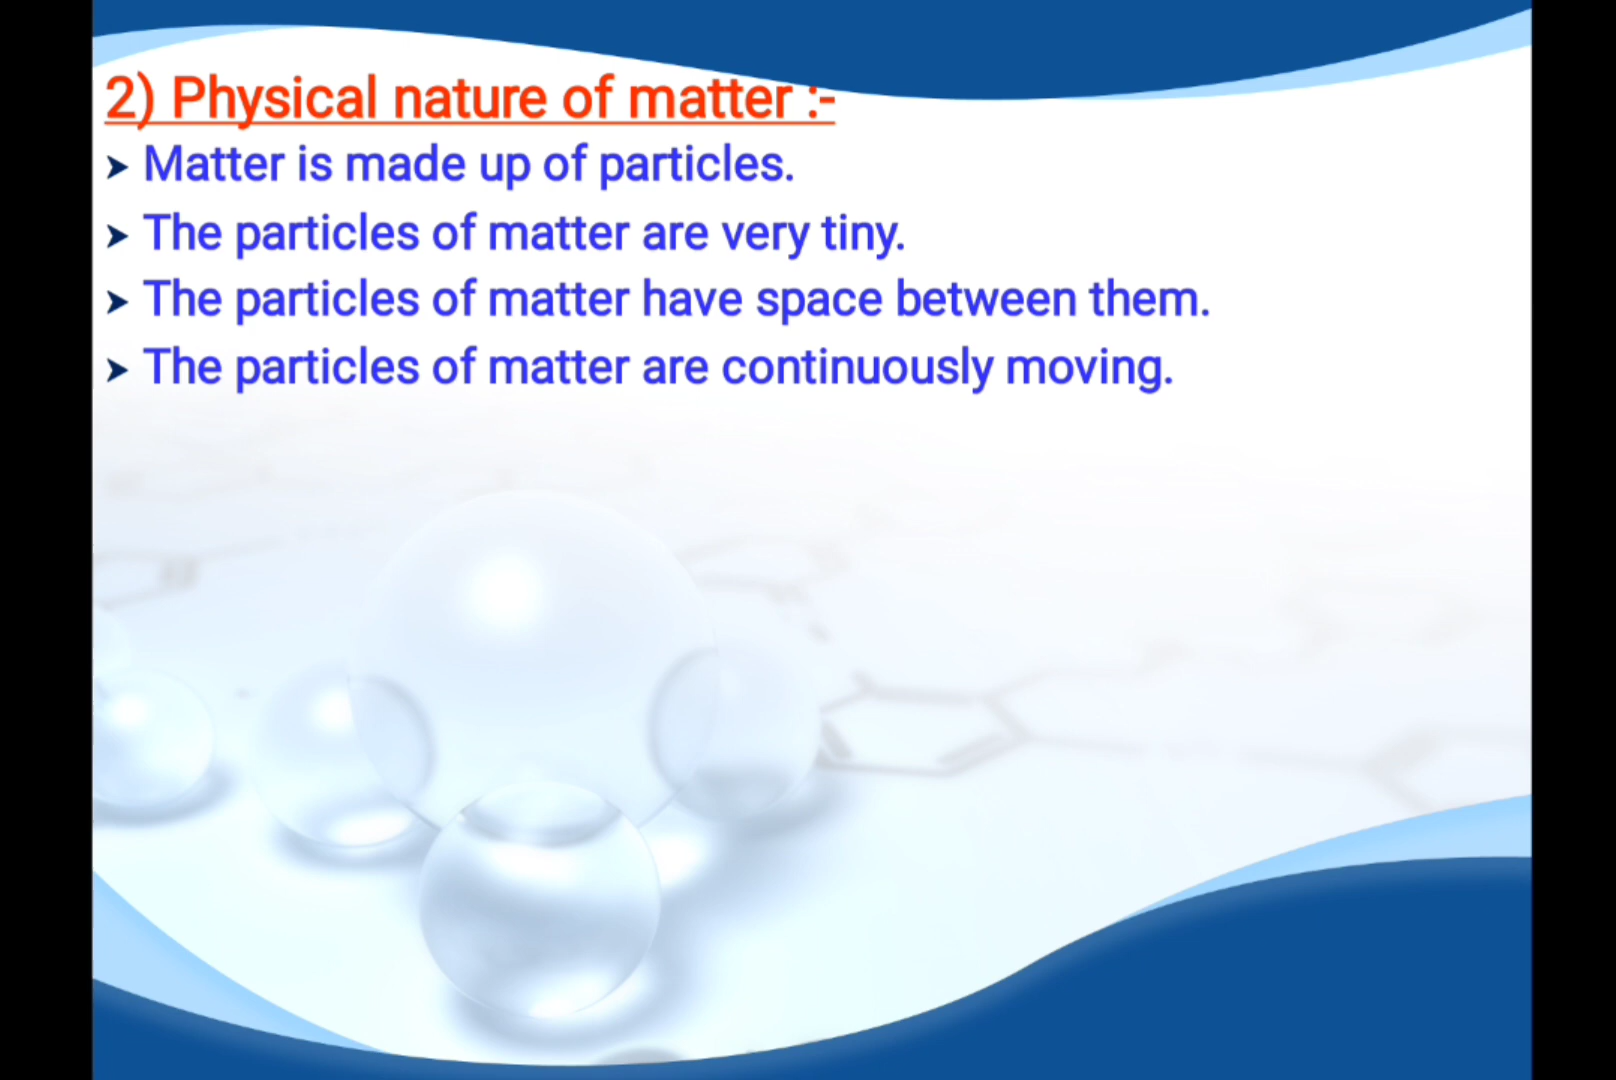 2) Physical nature of matter :-
➤ Matter is made up of particles.
➤ The particles of matter are very tiny.
➤ The particles of matter have space between them.
➤ The particles of matter are continuously moving.